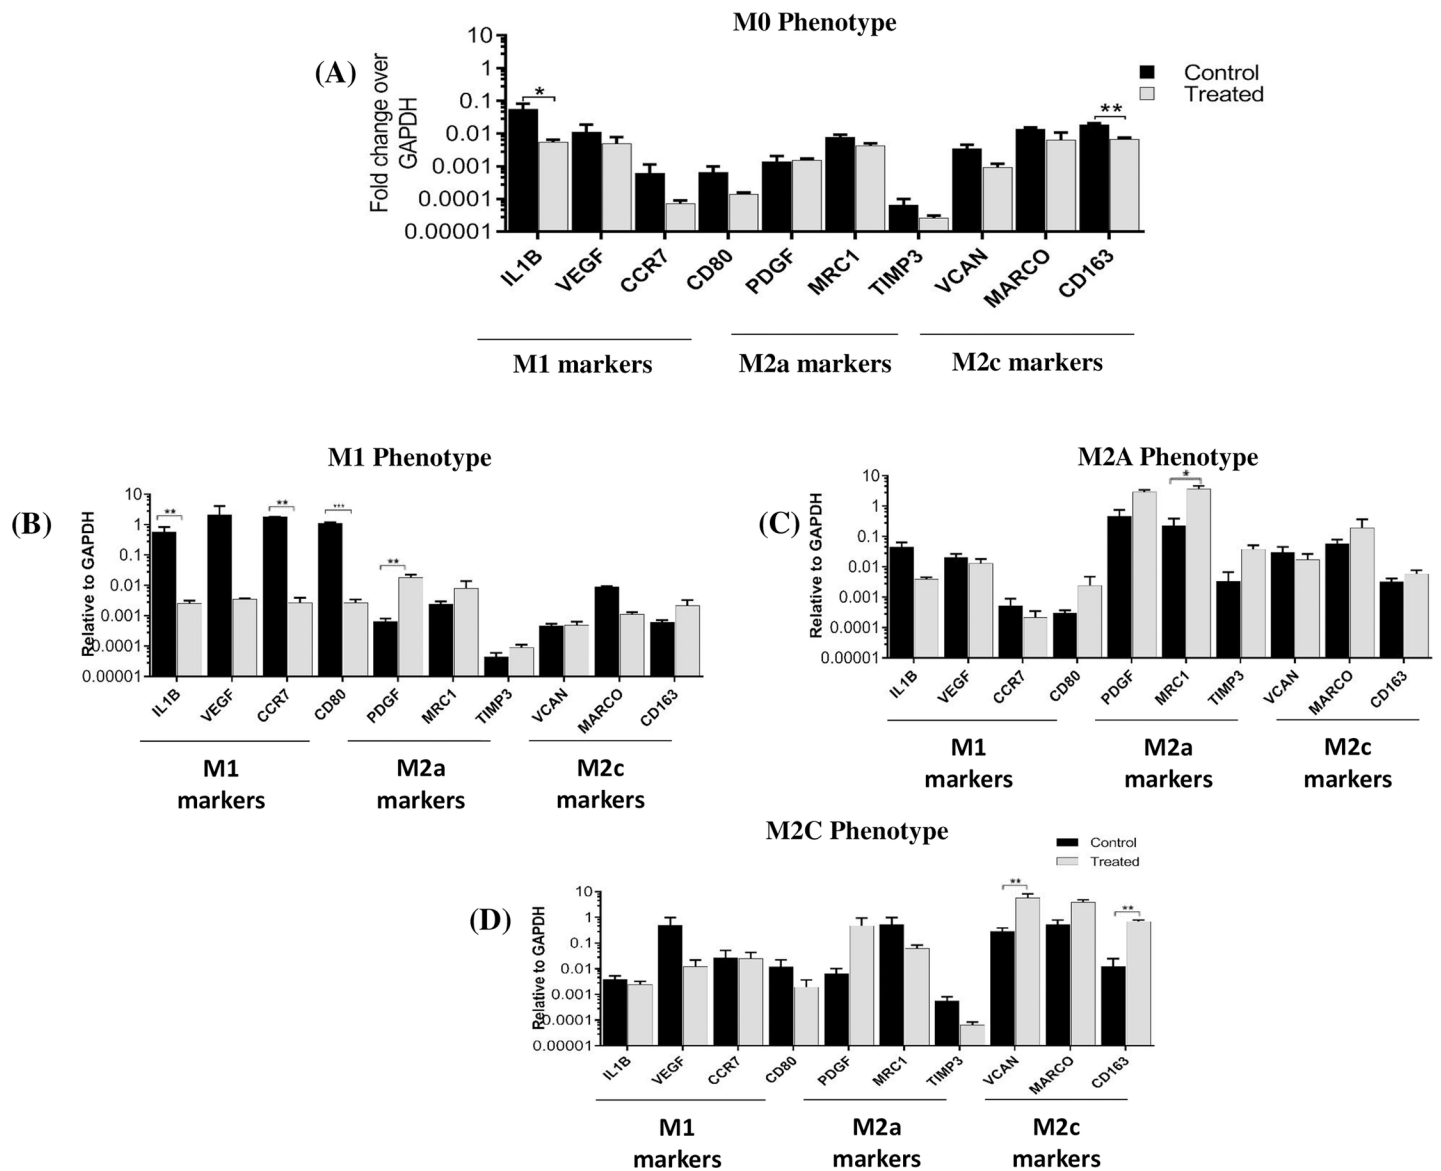 M0 Phenotype
(A)
Fold change over
GAPDH
10
1
0.1
0.01
0.001
0.0001
0.00001
*
**
Control
Treated
IL1B
VEGF
CCR7
CD80
PDGF
MRC1
TIMP3
VCAN
MARCO
CD163
M1 markers
M2a markers
M2c markers
M1 Phenotype
(B)
Relative to GAPDH
10
1
0.1
0.01
0.001
0.0001
0.00001
**
**
***
**
IL1B
VEGF
CCR7
CD80
PDGF
MRC1
TIMP3
VCAN
MARCO
CD163
M1
markers
M2a
markers
M2c
markers
M2A Phenotype
(C)
Relative to GAPDH
10
1
0.1
0.01
0.001
0.0001
0.00001
*
IL1B
VEGF
CCR7
CD80
PDGF
MRC1
TIMP3
VCAN
MARCO
CD163
M1
markers
M2a
markers
M2c
markers
M2C Phenotype
Control
Treated
(D)
Relative to GAPDH
10
1
0.1
0.01
0.001
0.0001
0.00001
**
**
IL1B
VEGF
CCR7
CD80
PDGF
MRC1
TIMP3
VCAN
MARCO
CD163
M1
markers
M2a
markers
M2c
markers